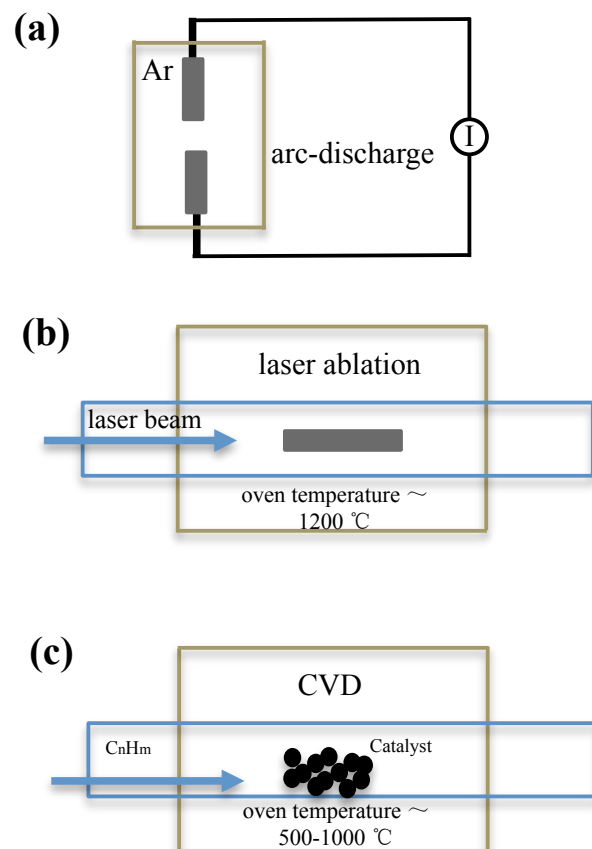 (a)
Ar
I
arc-discharge
(b)
laser ablation
laser beam
oven temperature ～
1200 ℃
(c)
CVD
CnHm
Catalyst
oven temperature ～
500-1000 ℃